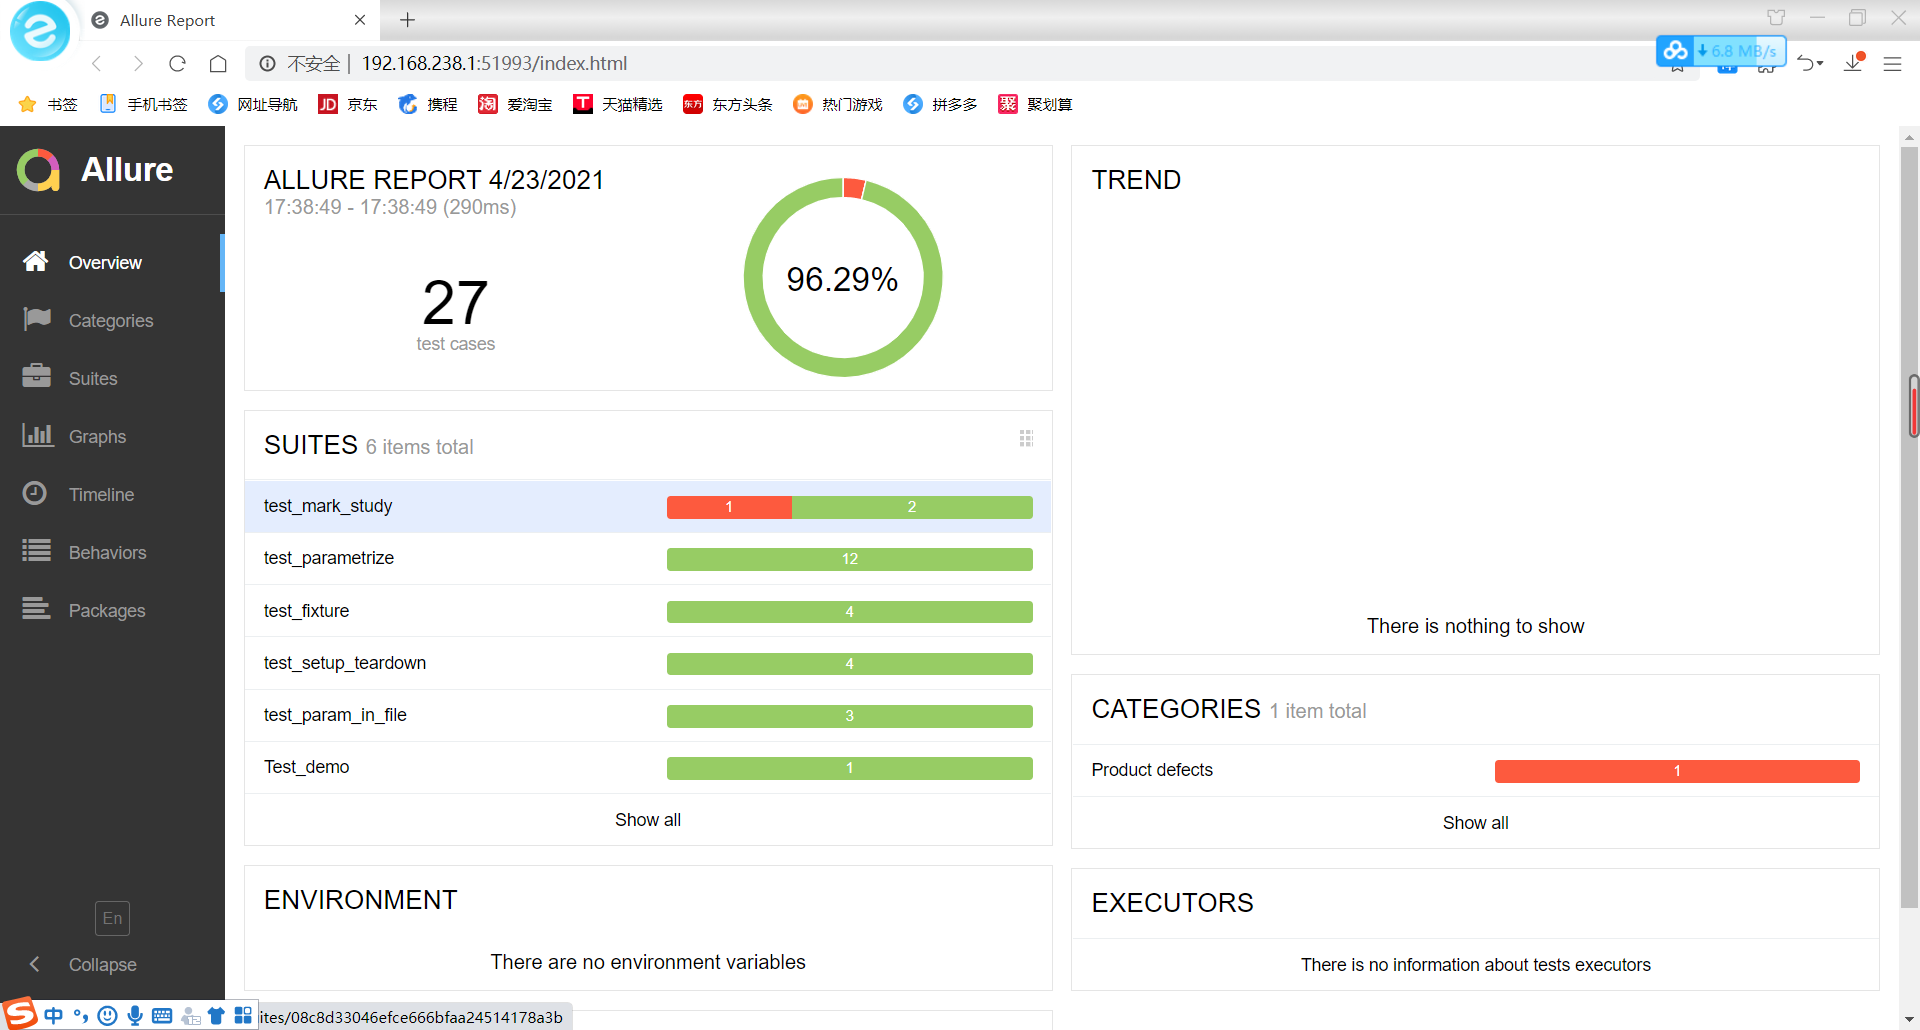 Allure Report
不安全 | 192.168.238.1:51993/index.html
6.8 MB/s
书签 手机书签 网址导航 JD 京东 携程 淘 爱淘宝 T 天猫精选 东方 东方头条 热门游戏 拼多多 聚 聚划算
Allure
Overview
Categories
Suites
Graphs
Timeline
Behaviors
Packages
En
Collapse
ALLURE REPORT 4/23/2021
17:38:49 - 17:38:49 (290ms)
27
test cases
96.29%
SUITES 6 items total
test_mark_study 1 2
test_parametrize 12
test_fixture 4
test_setup_teardown 4
test_param_in_file 3
Test_demo 1
Show all
ENVIRONMENT
There are no environment variables
TREND
There is nothing to show
CATEGORIES 1 item total
Product defects 1
Show all
EXECUTORS
There is no information about tests executors
S 中
ites/08c8d33046efce666bfaa24514178a3b